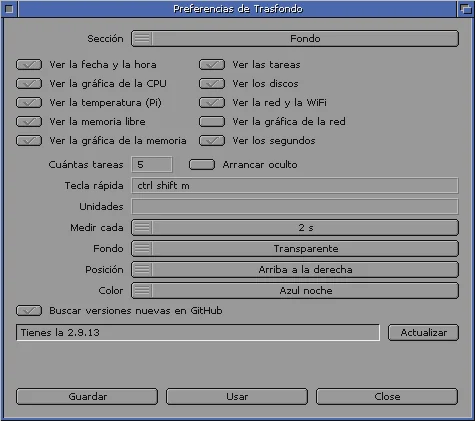 Preferencias de Trasfondo
Sección Fondo
Ver la fecha y la hora Ver las tareas
Ver la gráfica de la CPU Ver los discos
Ver la temperatura (Pi) Ver la red y la WiFi
Ver la memoria libre Ver la gráfica de la red
Ver la gráfica de la memoria Ver los segundos
Cuántas tareas 5 Arrancar oculto
Tecla rápida ctrl shift m
Unidades
Medir cada 2 s
Fondo Transparente
Posición Arriba a la derecha
Color Azul noche
Buscar versiones nuevas en GitHub
Tienes la 2.9.13 Actualizar
Guardar Usar Close